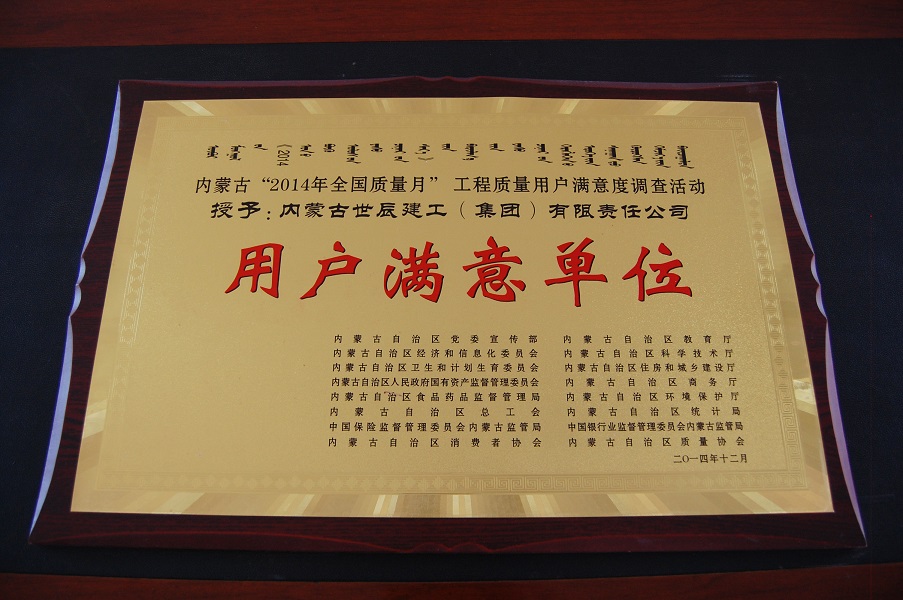 内蒙古“2014年全国质量月”工程质量用户满意度调查活动
授予：内蒙古世辰建工（集团）有限责任公司
用户满意单位
内蒙古自治区党委宣传部
内蒙古自治区经济和信息化委员会
内蒙古自治区卫生和计划生育委员会
内蒙古自治区人民政府国有资产监督管理委员会
内蒙古自治区食品药品监督管理局
内蒙古自治区总工会
中国保险监督管理委员会内蒙古监管局
内蒙古自治区消费者协会
内蒙古自治区教育厅
内蒙古自治区科学技术厅
内蒙古自治区住房和城乡建设厅
内蒙古自治区商务厅
内蒙古自治区环境保护厅
内蒙古自治区统计局
中国银行业监督管理委员会内蒙古监管局
内蒙古自治区质量协会
二〇一四年十二月